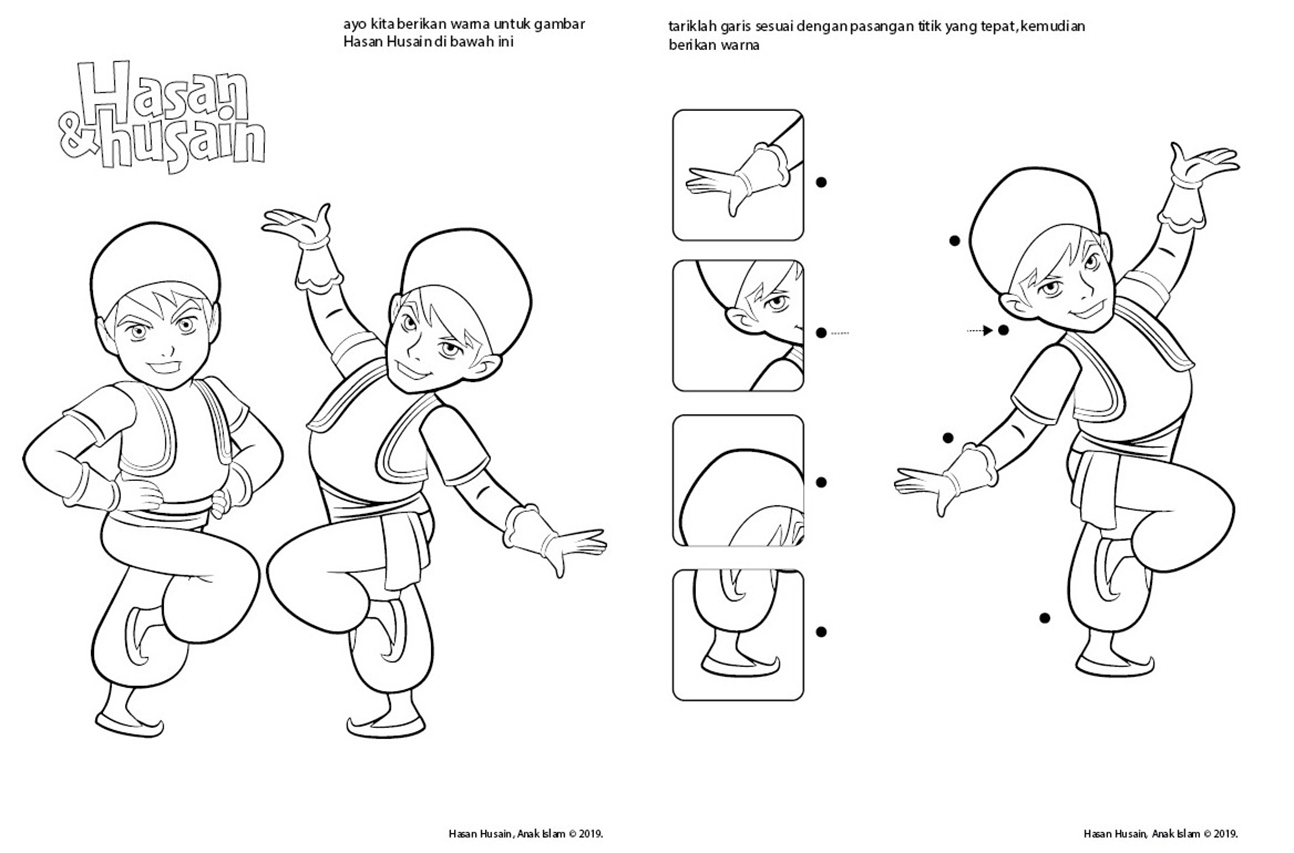 ayo kita berikan warna untuk gambar
Hasan Husain di bawah ini
Hasan
& husain
Hasan Husain, Anak Islam © 2019.
tariklah garis sesuai dengan pasangan titik yang tepat, kemudian
berikan warna
Hasan Husain, Anak Islam © 2019.